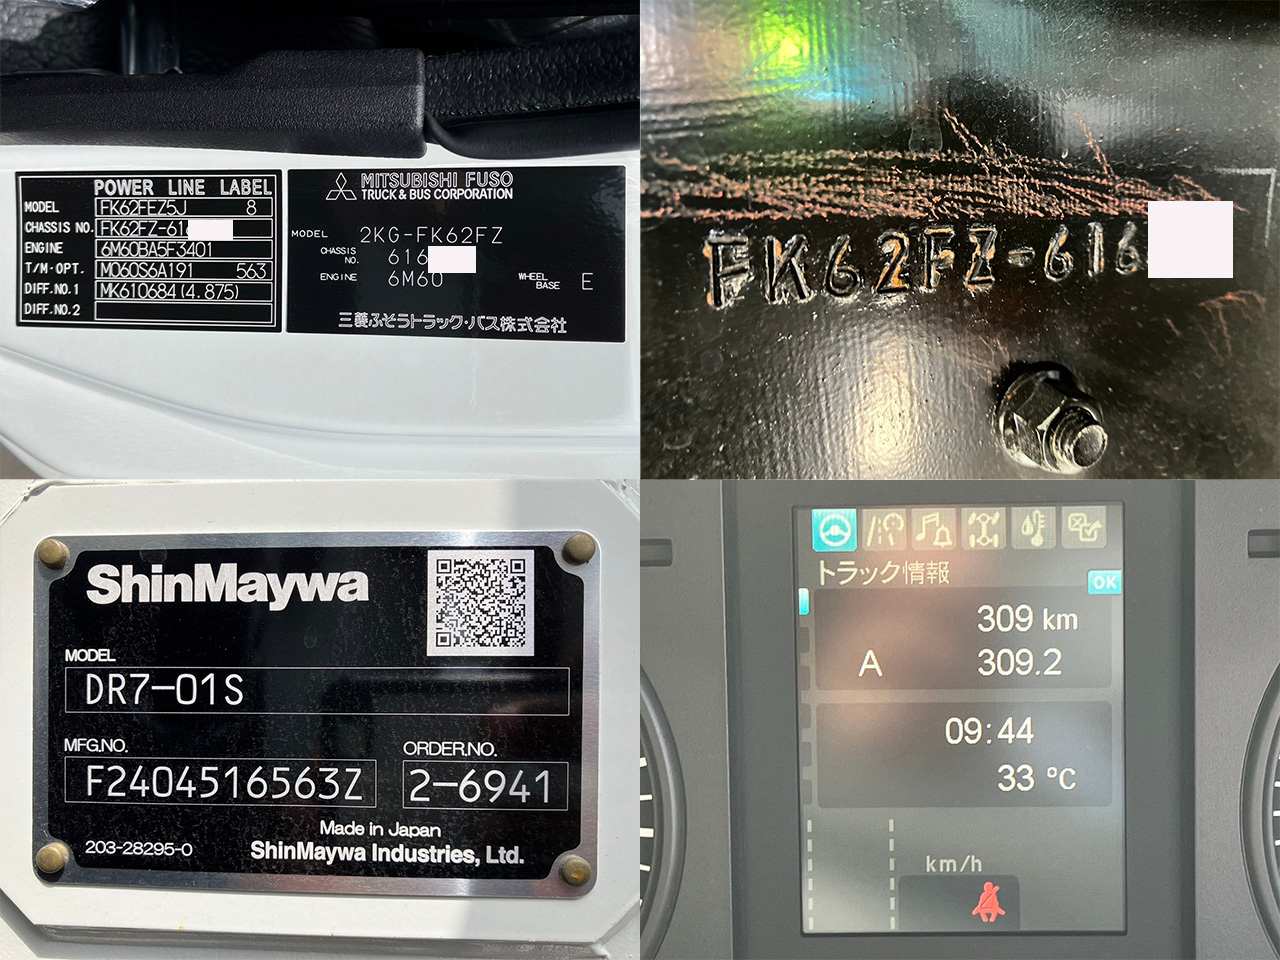 POWER LINE LABEL
MODEL FK62FEZ5J 8
CHASSIS NO. FK62FZ-616
ENGINE 6M60BA5F3401
T/M・OPT. M060S6A191 563
DIFF.NO.1 MK610684(4.875)
DIFF.NO.2
MITSUBISHI FUSO
TRUCK & BUS CORPORATION
MODEL 2KG-FK62FZ
CHASSIS NO. 616
ENGINE 6M60 WHEEL BASE E
三菱ふそうトラック・バス株式会社
FK62FZ-616
ShinMaywa
MODEL
DR7-01S
MFG.NO. ORDER.NO.
F2404516563Z 2-6941
Made in Japan
203-28295-0 ShinMaywa Industries, Ltd.
トラック情報
OK
309 km
A 309.2
09:44
33 °C
km/h